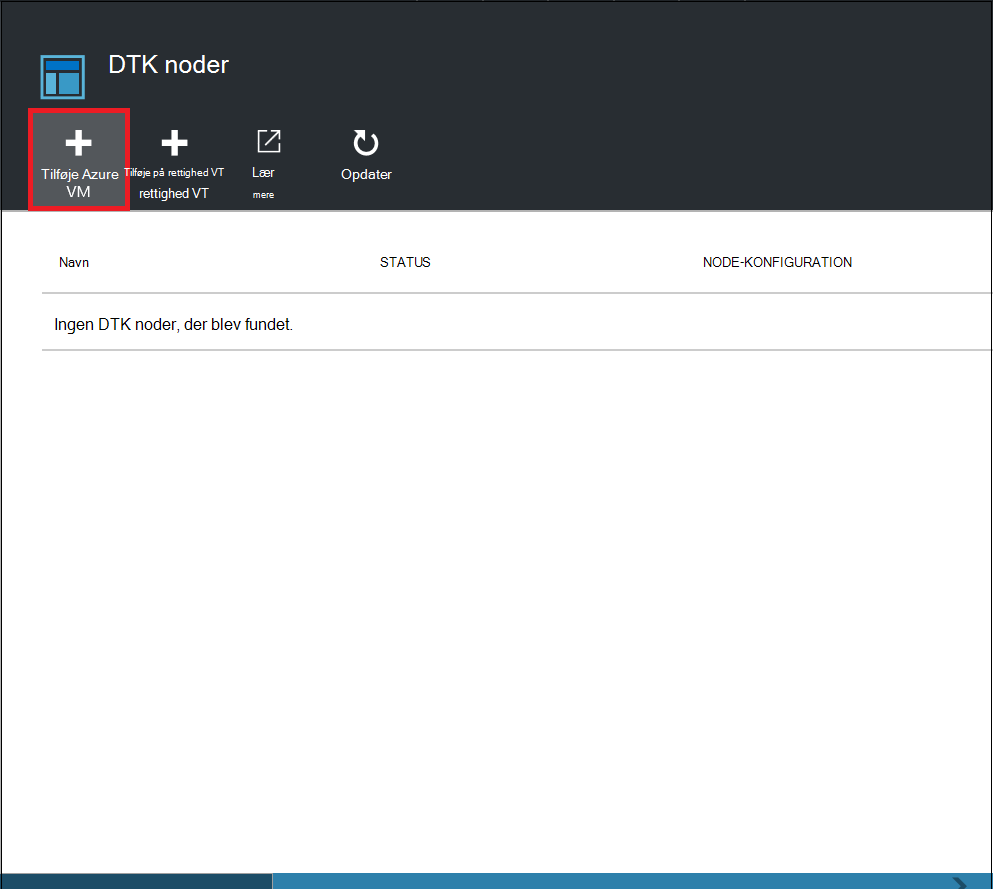 DTK noder
Tilføje Azure
VM
Tilføje på rettighed VT
rettighed VT
Lær
mere
Opdater
Navn
STATUS
NODE-KONFIGURATION
Ingen DTK noder, der blev fundet.